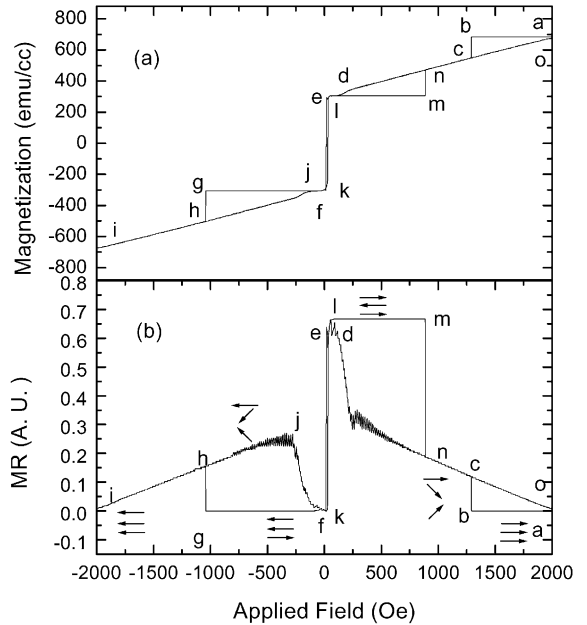 800
600
400
200
0
-200
-400
-600
-800
Magnetization (emu/cc)
(a)
b a
c o
d n
e l m
g j k
h f
i
0.8
0.7
0.6
0.5
0.4
0.3
0.2
0.1
0.0
-0.1
MR (A. U.)
(b)
l m
e d
j
h n c
i o
f k b a
g
-2000 -1500 -1000 -500 0 500 1000 1500 2000
Applied Field (Oe)